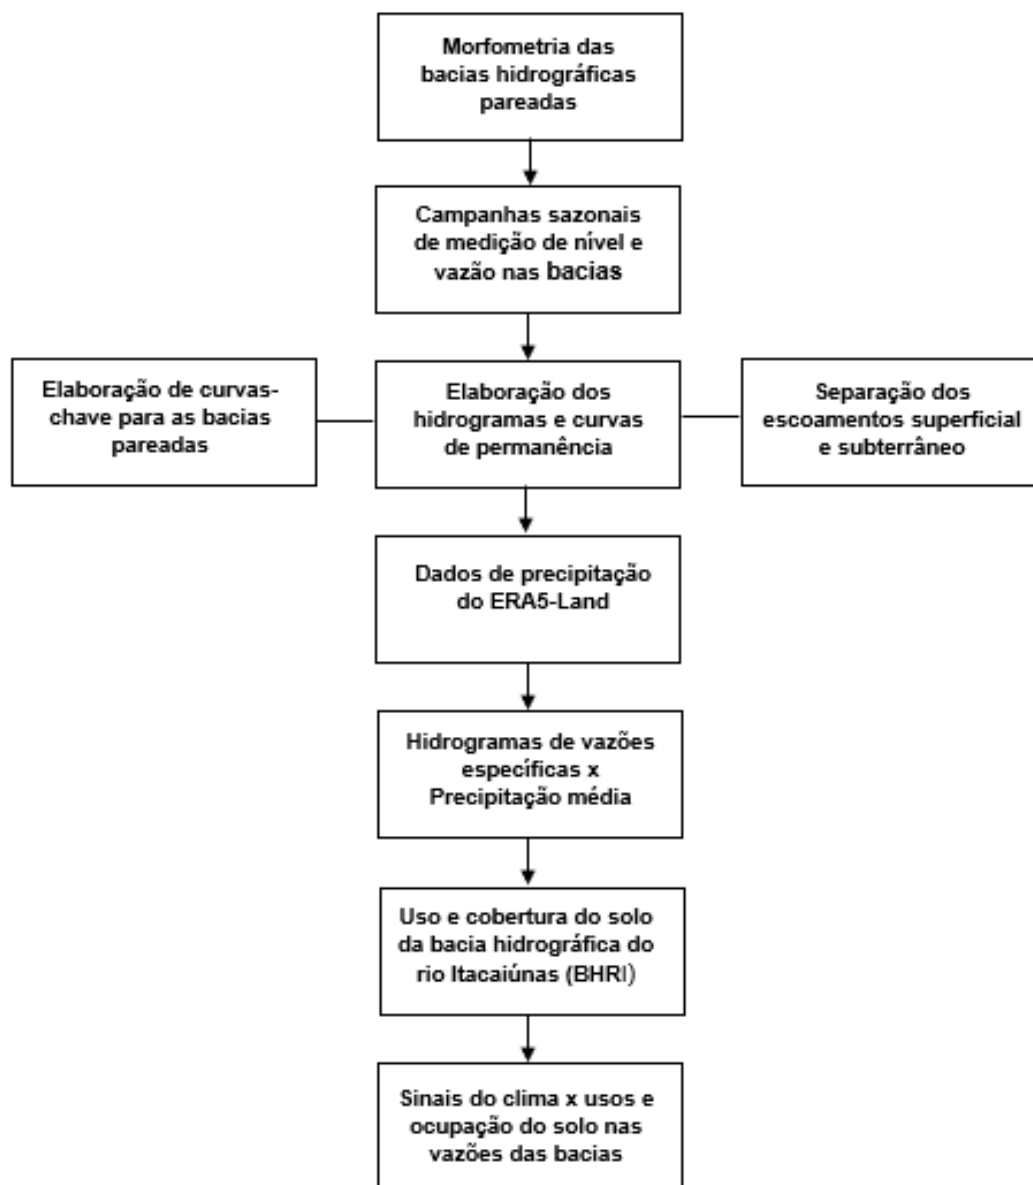 Morfometria das
bacias hidrográficas
pareadas
Campanhas sazonais
de medição de nível e
vazão nas bacias
Elaboração de curvas-
chave para as bacias
pareadas
Elaboração dos
hidrogramas e curvas
de permanência
Separação dos
escoamentos superficial
e subterrâneo
Dados de precipitação
do ERA5-Land
Hidrogramas de vazões
específicas x
Precipitação média
Uso e cobertura do solo
da bacia hidrográfica do
rio Itacaiúnas (BHRI)
Sinais do clima x usos e
ocupação do solo nas
vazões das bacias